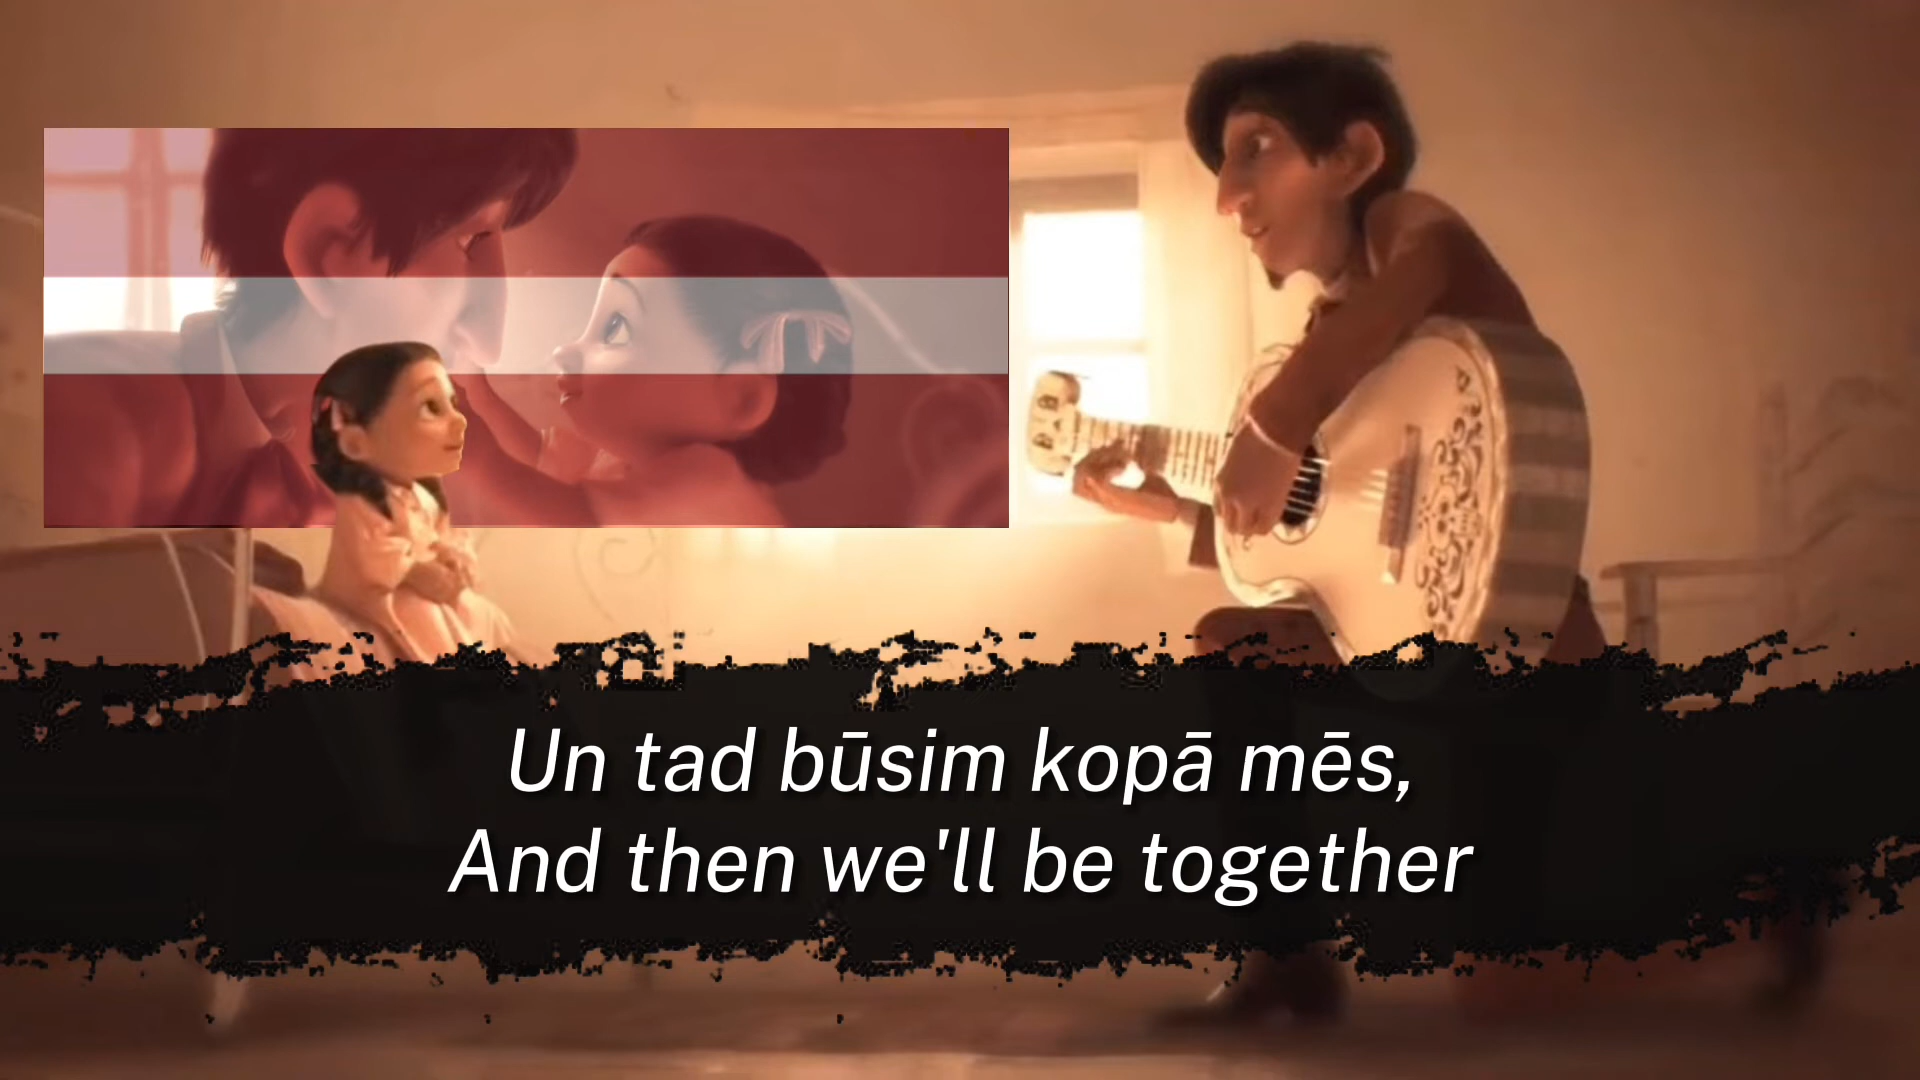 Un tad būsim kopā mēs,
And then we'll be together